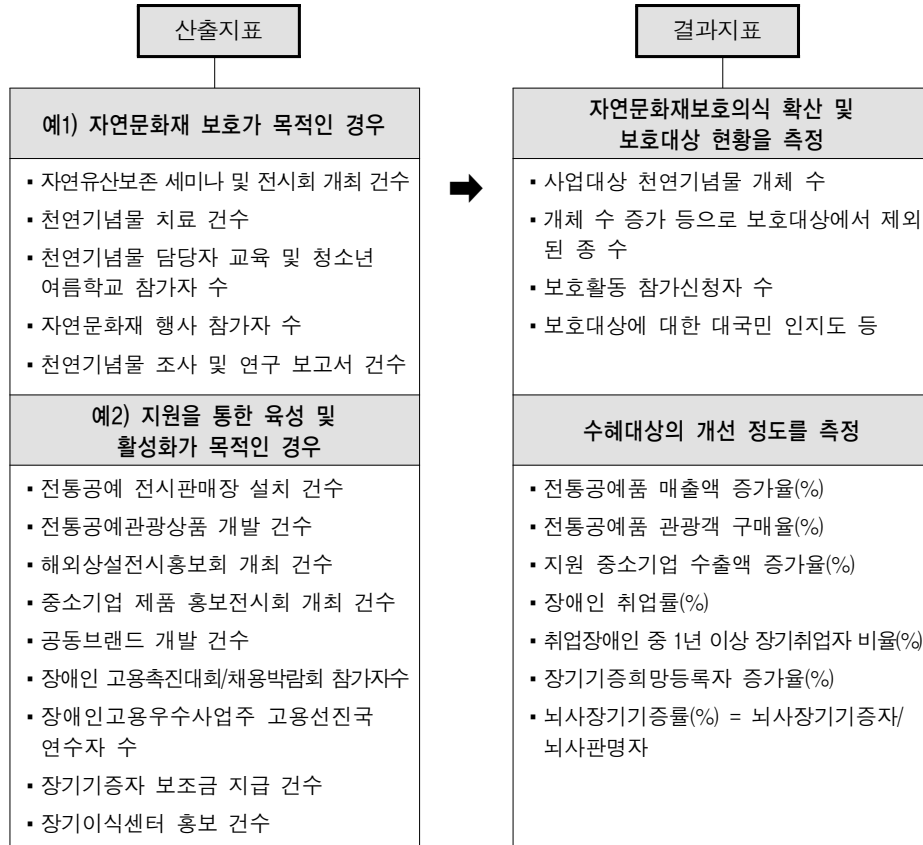 산출지표
결과지표
예1) 자연문화재 보호가 목적인 경우
▪ 자연유산보존 세미나 및 전시회 개최 건수
▪ 천연기념물 치료 건수
▪ 천연기념물 담당자 교육 및 청소년
여름학교 참가자 수
▪ 자연문화재 행사 참가자 수
▪ 천연기념물 조사 및 연구 보고서 건수
자연문화재보호의식 확산 및
보호대상 현황을 측정
▪ 사업대상 천연기념물 개체 수
▪ 개체 수 증가 등으로 보호대상에서 제외
된 종 수
▪ 보호활동 참가신청자 수
▪ 보호대상에 대한 대국민 인지도 등
예2) 지원을 통한 육성 및
활성화가 목적인 경우
▪ 전통공예 전시판매장 설치 건수
▪ 전통공예관광상품 개발 건수
▪ 해외상설전시홍보회 개최 건수
▪ 중소기업 제품 홍보전시회 개최 건수
▪ 공동브랜드 개발 건수
▪ 장애인 고용촉진대회/채용박람회 참가자수
▪ 장애인고용우수사업주 고용선진국
연수자 수
▪ 장기기증자 보조금 지급 건수
▪ 장기이식센터 홍보 건수
수혜대상의 개선 정도를 측정
▪ 전통공예품 매출액 증가율(%)
▪ 전통공예품 관광객 구매율(%)
▪ 지원 중소기업 수출액 증가율(%)
▪ 장애인 취업률(%)
▪ 취업장애인 중 1년 이상 장기취업자 비율(%)
▪ 장기기증희망등록자 증가율(%)
▪ 뇌사장기기증률(%) = 뇌사장기기증자/
뇌사판명자